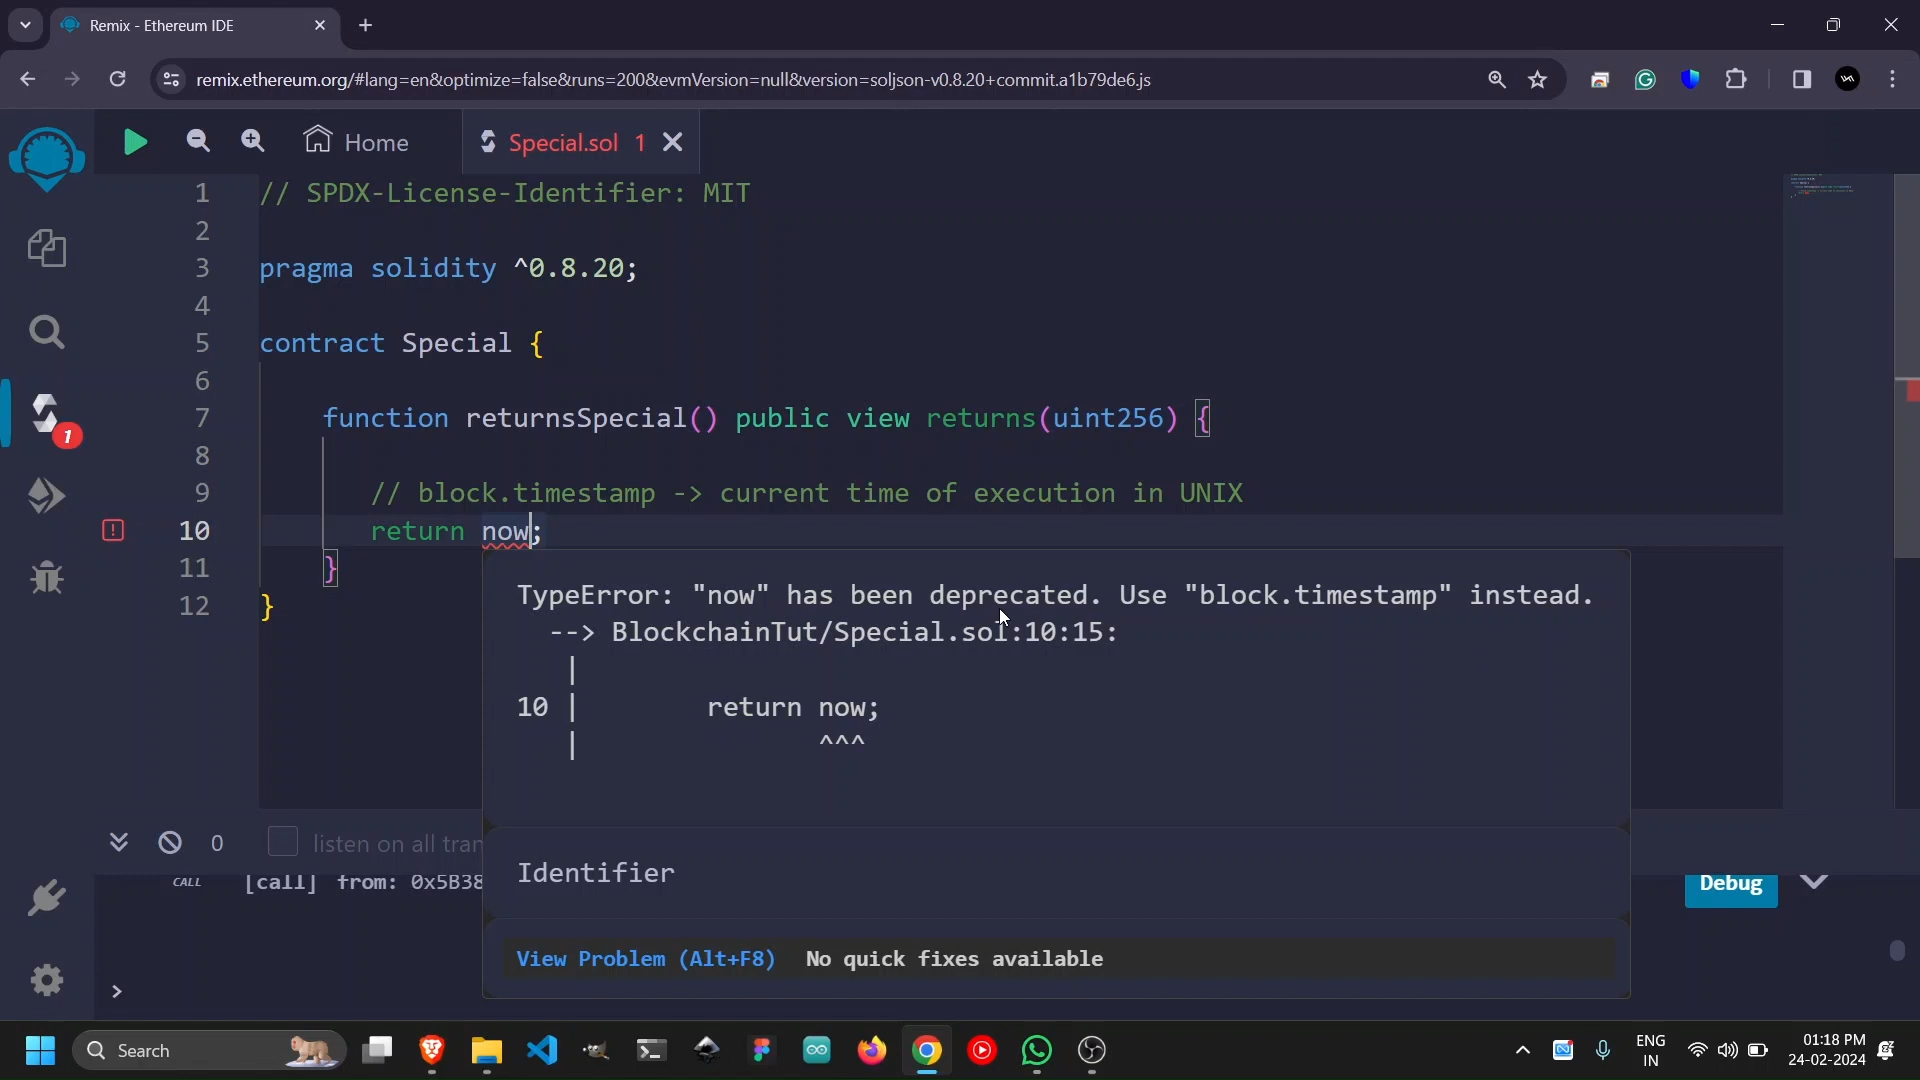 Remix - Ethereum IDE
remix.ethereum.org/#lang=en&optimize=false&runs=200&evmVersion=null&version=soljson-v0.8.20+commit.a1b79de6.js
Home
Special.sol 1
1 // SPDX-License-Identifier: MIT
2
3 pragma solidity ^0.8.20;
4
5 contract Special {
6
7 function returnsSpecial() public view returns(uint256) {
8
9 // block.timestamp -> current time of execution in UNIX
10 return now;
11 }
12 }
1
TypeError: "now" has been deprecated. Use "block.timestamp" instead.
--> BlockchainTut/Special.sol:10:15:
|
10 | return now;
| ^^^
Identifier
View Problem (Alt+F8) No quick fixes available
0 listen on all tran
CALL [call] from: 0x5B38
Debug
>
Search
ENG
IN
01:18 PM
24-02-2024